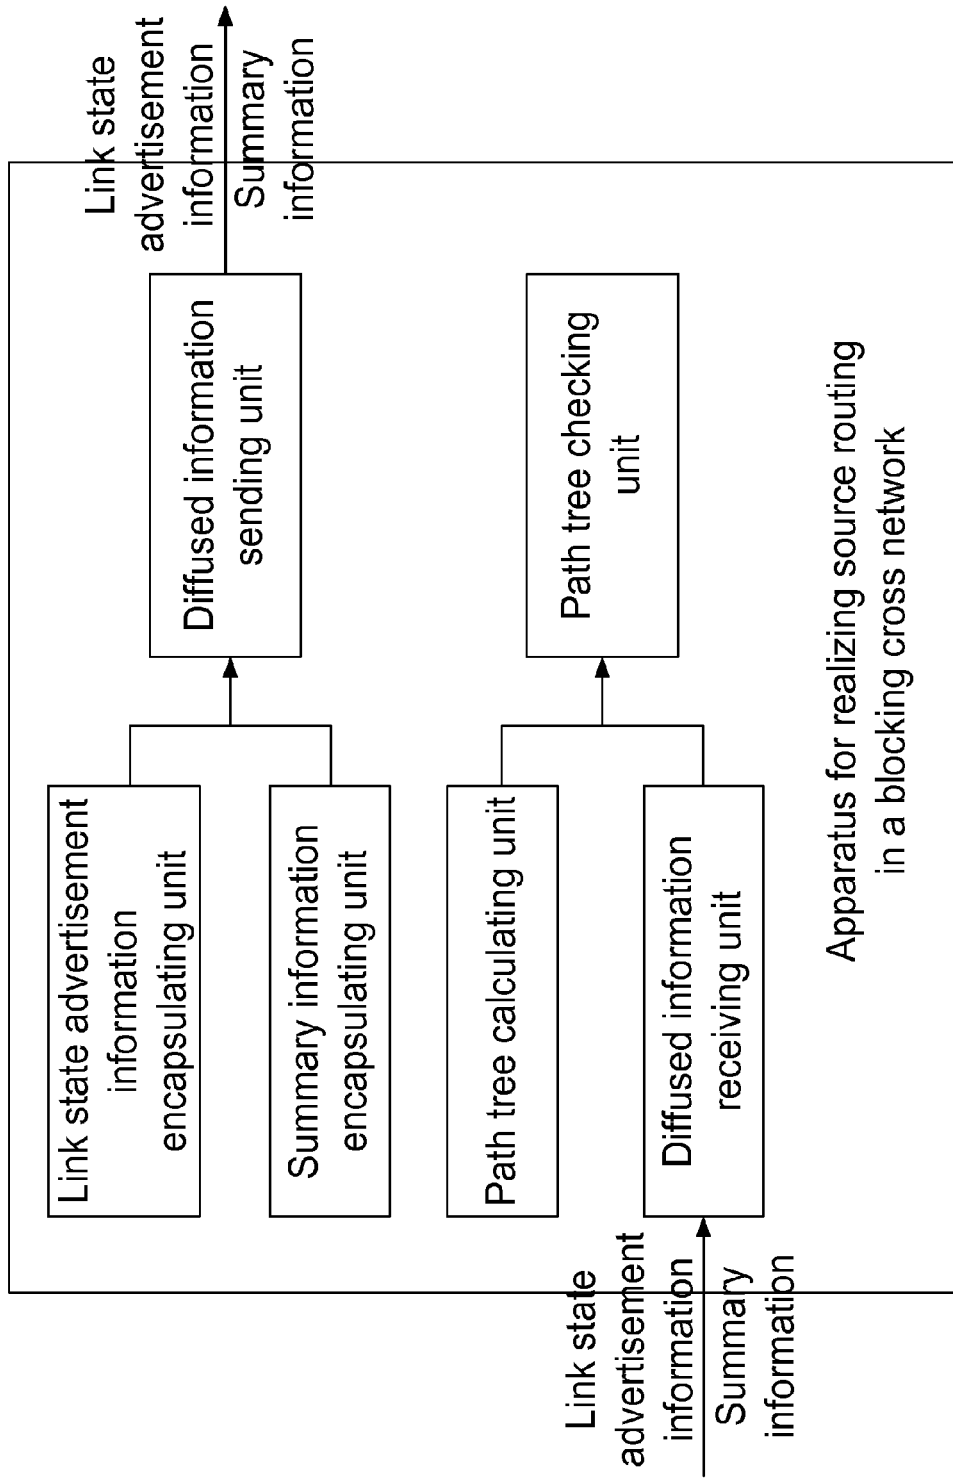 Link state
advertisement
information
Summary
information
Link state advertisement
information
encapsulating unit
Diffused information
sending unit
Summary information
encapsulating unit
Path tree calculating unit
Path tree checking
unit
Diffused information
receiving unit
Link state
advertisement
information
Summary
information
Apparatus for realizing source routing
in a blocking cross network